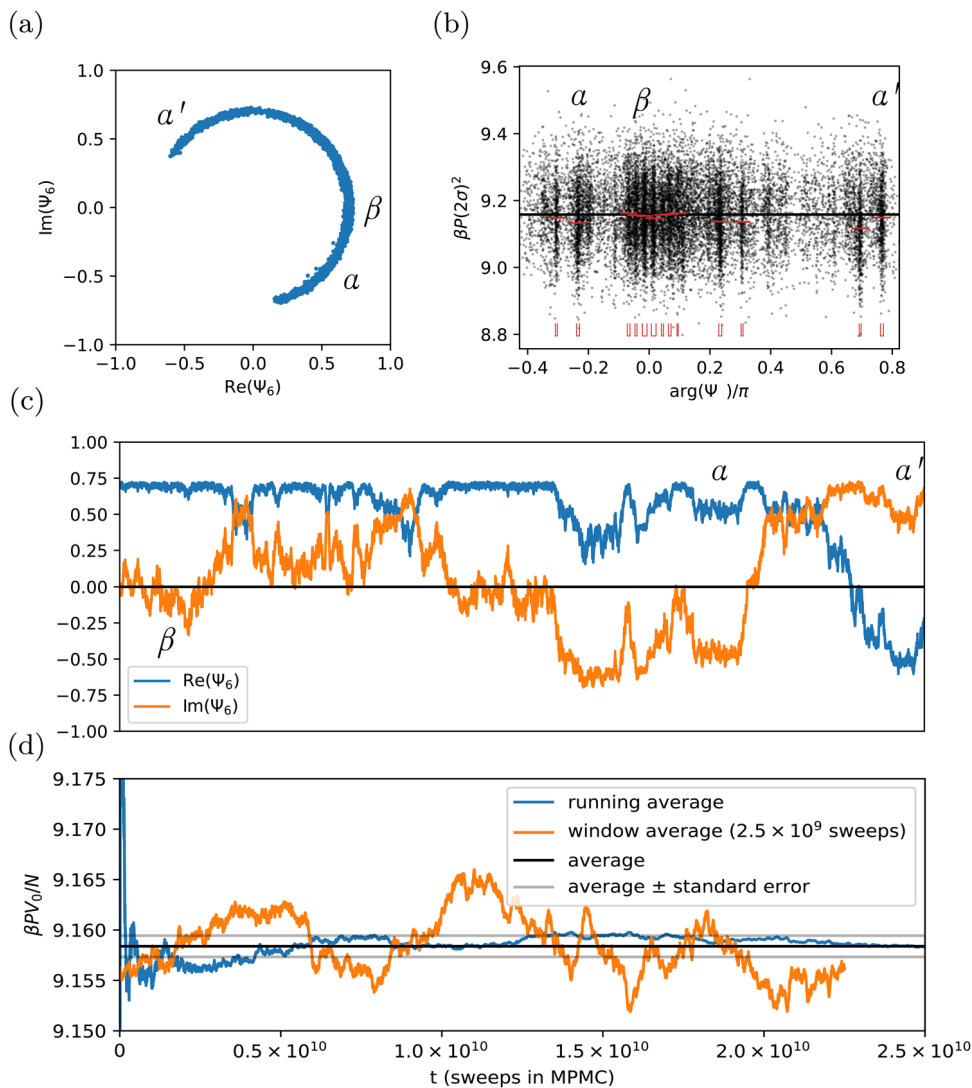 (a)
1.0
0.5
0.0
−0.5
−1.0
Im(Ψ₆)
α'
β
α
−1.0 −0.5 0.0 0.5 1.0
Re(Ψ₆)
(b)
9.6
9.4
9.2
9.0
8.8
βP(2σ)²
α β α'
−0.4 −0.2 0.0 0.2 0.4 0.6 0.8
arg(Ψ )/π
(c)
1.00
0.75
0.50
0.25
0.00
−0.25
−0.50
−0.75
−1.00
α α'
β
Re(Ψ₆)
Im(Ψ₆)
(d)
9.175
9.170
9.165
9.160
9.155
9.150
βPV₀/N
running average
window average (2.5 × 10⁹ sweeps)
average
average ± standard error
0 0.5 × 10¹⁰ 1.0 × 10¹⁰ 1.5 × 10¹⁰ 2.0 × 10¹⁰ 2.5 × 10¹⁰
t (sweeps in MPMC)